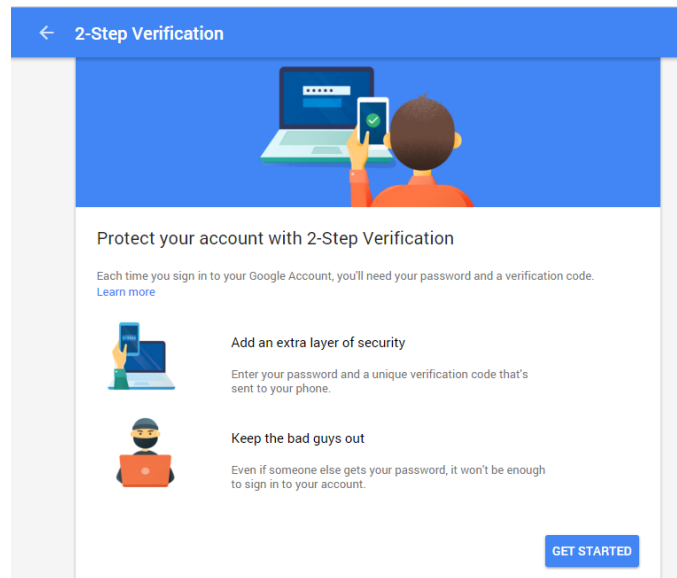 2-Step Verification
Protect your account with 2-Step Verification
Each time you sign in to your Google Account, you'll need your password and a verification code.
Learn more
Add an extra layer of security
Enter your password and a unique verification code that's
sent to your phone.
Keep the bad guys out
Even if someone else gets your password, it won't be enough
to sign in to your account.
GET STARTED